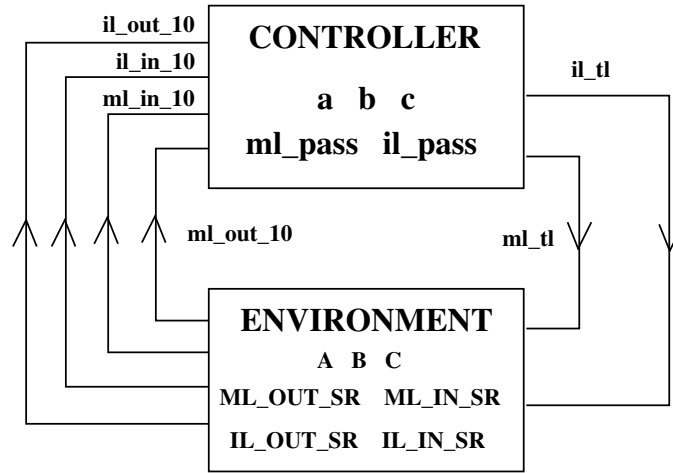 il_out_10
CONTROLLER
il_in_10
il_tl
ml_in_10
a b c
ml_pass il_pass
ml_out_10
ml_tl
ENVIRONMENT
A B C
ML_OUT_SR ML_IN_SR
IL_OUT_SR IL_IN_SR